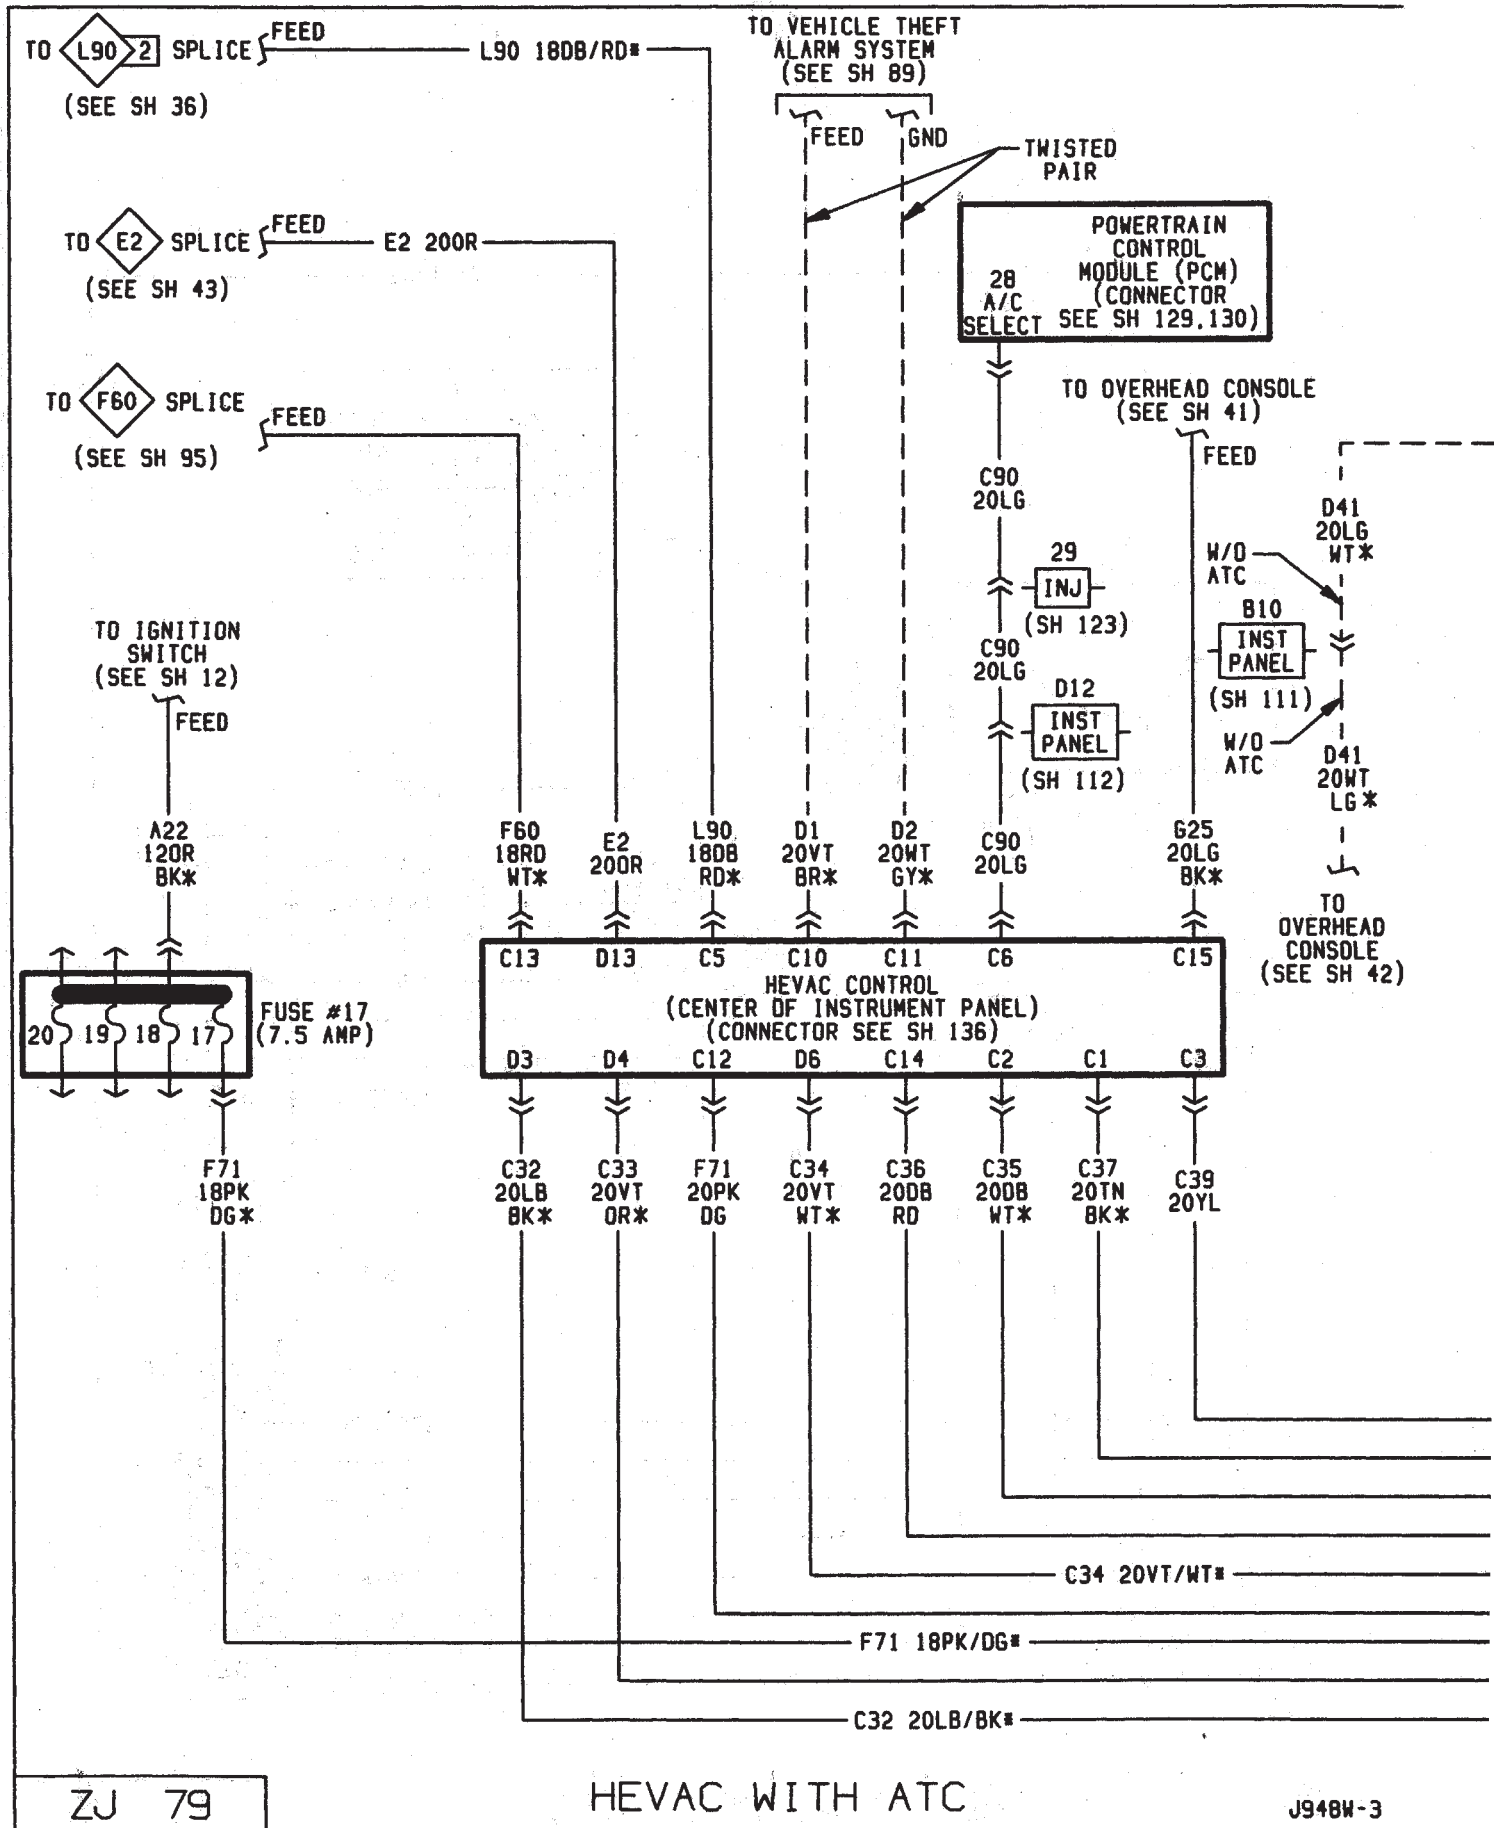 TO L90 2 SPLICE FEED L90 18DB/RD*
(SEE SH 36)
TO VEHICLE THEFT
ALARM SYSTEM
(SEE SH 89)
FEED GND
TWISTED
PAIR
TO E2 SPLICE FEED E2 20OR
(SEE SH 43)
POWERTRAIN
CONTROL
MODULE (PCM)
(CONNECTOR
SEE SH 129,130)
28
A/C
SELECT
TO F60 SPLICE FEED
(SEE SH 95)
TO OVERHEAD CONSOLE
(SEE SH 41)
FEED
C90
20LG
D41
20LG
WT*
W/O
ATC
29
INJ
(SH 123)
B10
INST
PANEL
(SH 111)
C90
20LG
D12
INST
PANEL
(SH 112)
W/O
ATC
D41
20WT
LG*
TO IGNITION
SWITCH
(SEE SH 12)
FEED
A22
12OR
BK*
F60
18RD
WT*
E2
20OR
L90
18DB
RD*
D1
20VT
BR*
D2
20WT
GY*
C90
20LG
G25
20LG
BK*
TO
OVERHEAD
CONSOLE
(SEE SH 42)
C13 D13 C5 C10 C11 C6 C15
HEVAC CONTROL
(CENTER OF INSTRUMENT PANEL)
(CONNECTOR SEE SH 136)
D3 D4 C12 D6 C14 C2 C1 C3
20 19 18 17
FUSE #17
(7.5 AMP)
F71
18PK
DG*
C32
20LB
BK*
C33
20VT
OR*
F71
20PK
DG
C34
20VT
WT*
C36
20DB
RD
C35
20DB
WT*
C37
20TN
BK*
C39
20YL
C34 20VT/WT*
F71 18PK/DG*
C32 20LB/BK*
ZJ 79
HEVAC WITH ATC
J948W-3